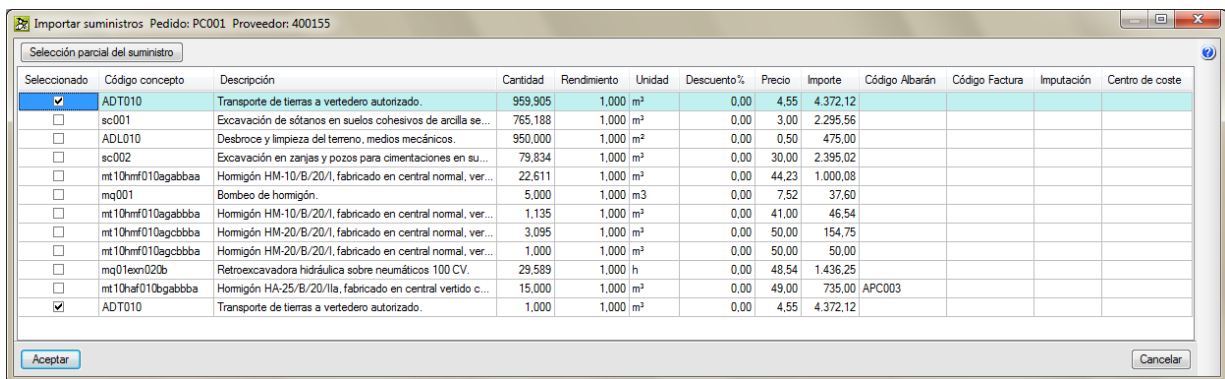 Importar suministros Pedido: PC001 Proveedor: 400155
Selección parcial del suministro
Seleccionado Código concepto Descripción Cantidad Rendimiento Unidad Descuento% Precio Importe Código Albarán Código Factura Imputación Centro de coste
ADT010 Transporte de tierras a vertedero autorizado. 959,905 1,000 m³ 0,00 4,55 4.372,12
sc001 Excavación de sótanos en suelos cohesivos de arcilla se... 765,188 1,000 m³ 0,00 3,00 2.295,56
ADL010 Desbroce y limpieza del terreno, medios mecánicos. 950,000 1,000 m² 0,00 0,50 475,00
sc002 Excavación en zanjas y pozos para cimentaciones en su... 79,834 1,000 m³ 0,00 30,00 2.395,02
mt10hmf010agabbaa Hormigón HM-10/B/20/I, fabricado en central normal, ver... 22,611 1,000 m³ 0,00 44,23 1.000,08
mq001 Bombeo de hormigón. 5,000 1,000 m3 0,00 7,52 37,60
mt10hmf010agabbba Hormigón HM-10/B/20/I, fabricado en central normal, ver... 1,135 1,000 m³ 0,00 41,00 46,54
mt10hmf010agcbbba Hormigón HM-20/B/20/I, fabricado en central normal, ver... 3,095 1,000 m³ 0,00 50,00 154,75
mt10hmf010agcbbba Hormigón HM-20/B/20/I, fabricado en central normal, ver... 1,000 1,000 m³ 0,00 50,00 50,00
mq01exn020b Retroexcavadora hidráulica sobre neumáticos 100 CV. 29,589 1,000 h 0,00 48,54 1.436,25
mt10haf010bgabbba Hormigón HA-25/B/20/IIa, fabricado en central vertido c... 15,000 1,000 m³ 0,00 49,00 735,00 APC003
ADT010 Transporte de tierras a vertedero autorizado. 1,000 1,000 m³ 0,00 4,55 4.372,12
Aceptar Cancelar